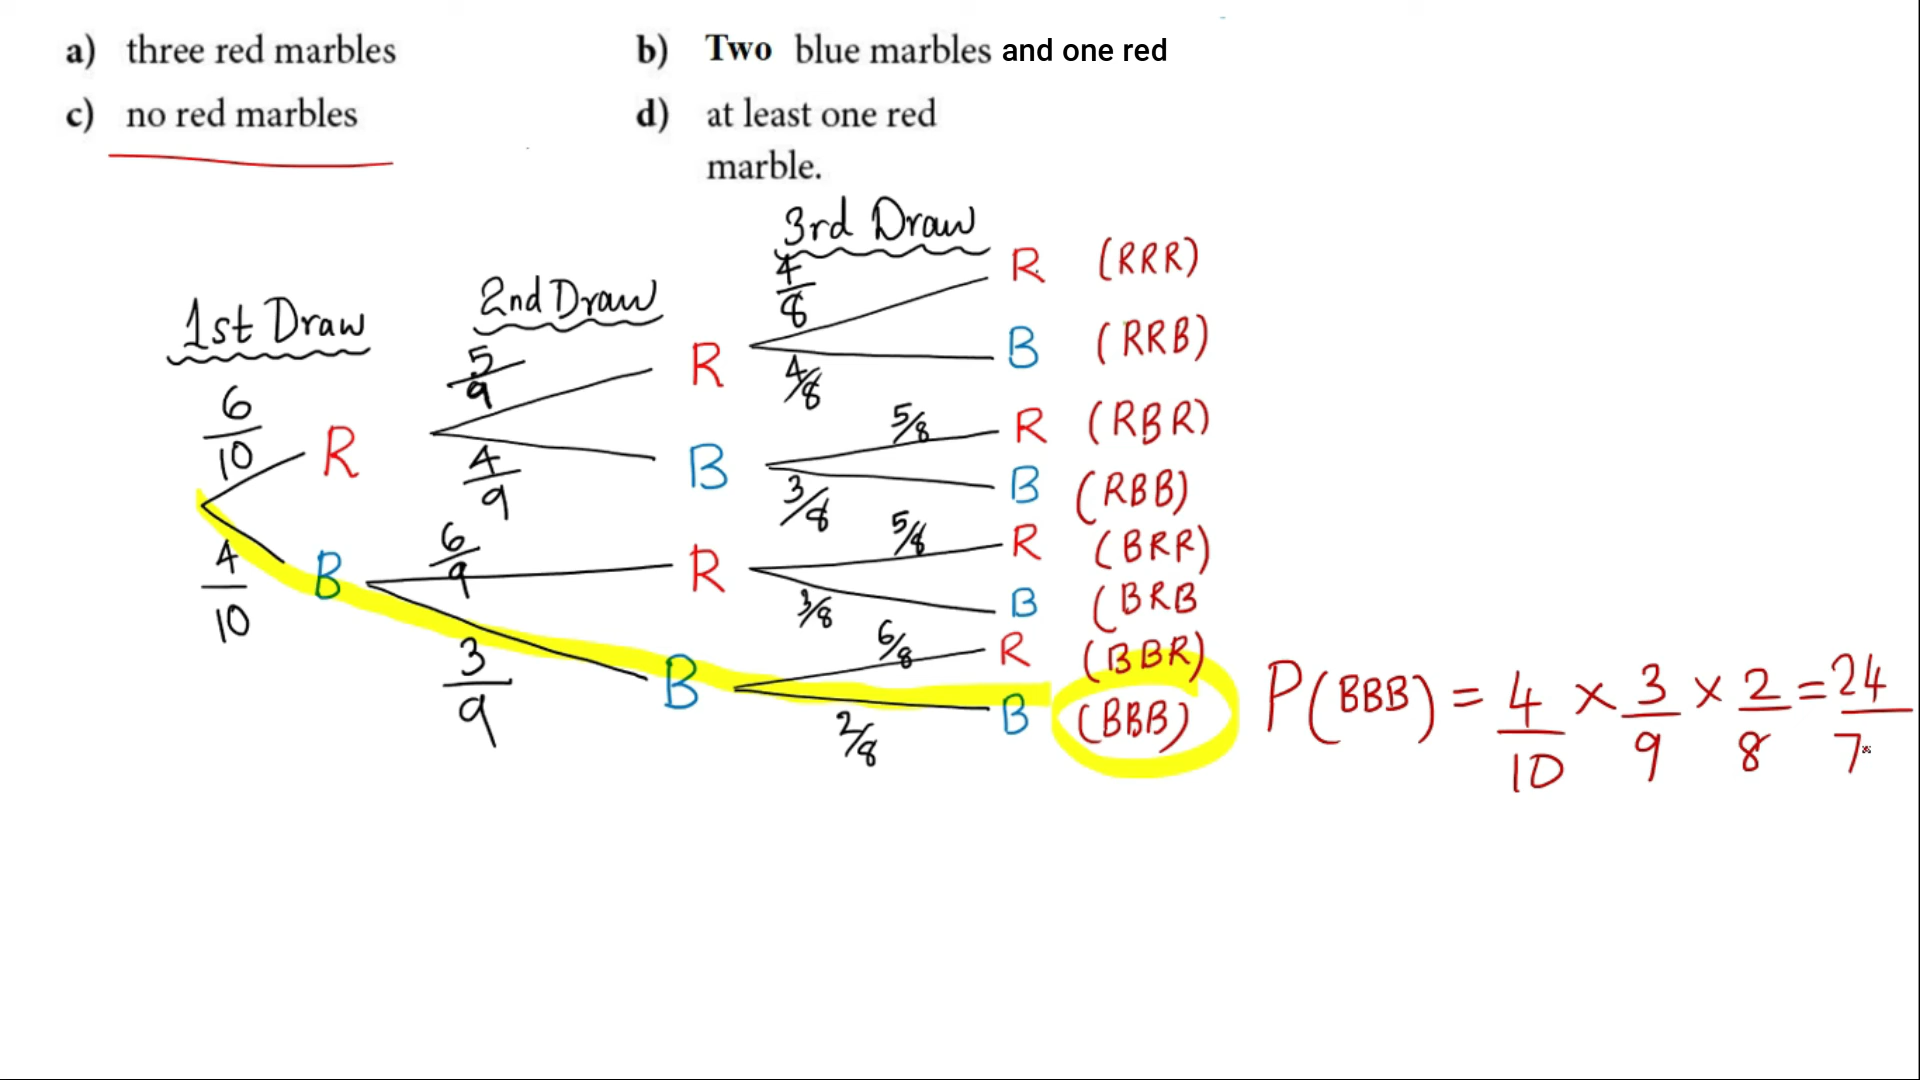 a) three red marbles
b) Two blue marbles and one red
c) no red marbles
d) at least one red
marble.
1st Draw
6/10 R
4/10 B
2nd Draw
5/9 R
4/9 B
6/9 R
3/9 B
3rd Draw
4/8 R (RRR)
4/8 B (RRB)
5/8 R (RBR)
3/8 B (RBB)
5/8 R (BRR)
3/8 B (BRB
6/8 R (BBR)
2/8 B (BBB)
P(BBB) = 4/10 × 3/9 × 2/8 = 24/7